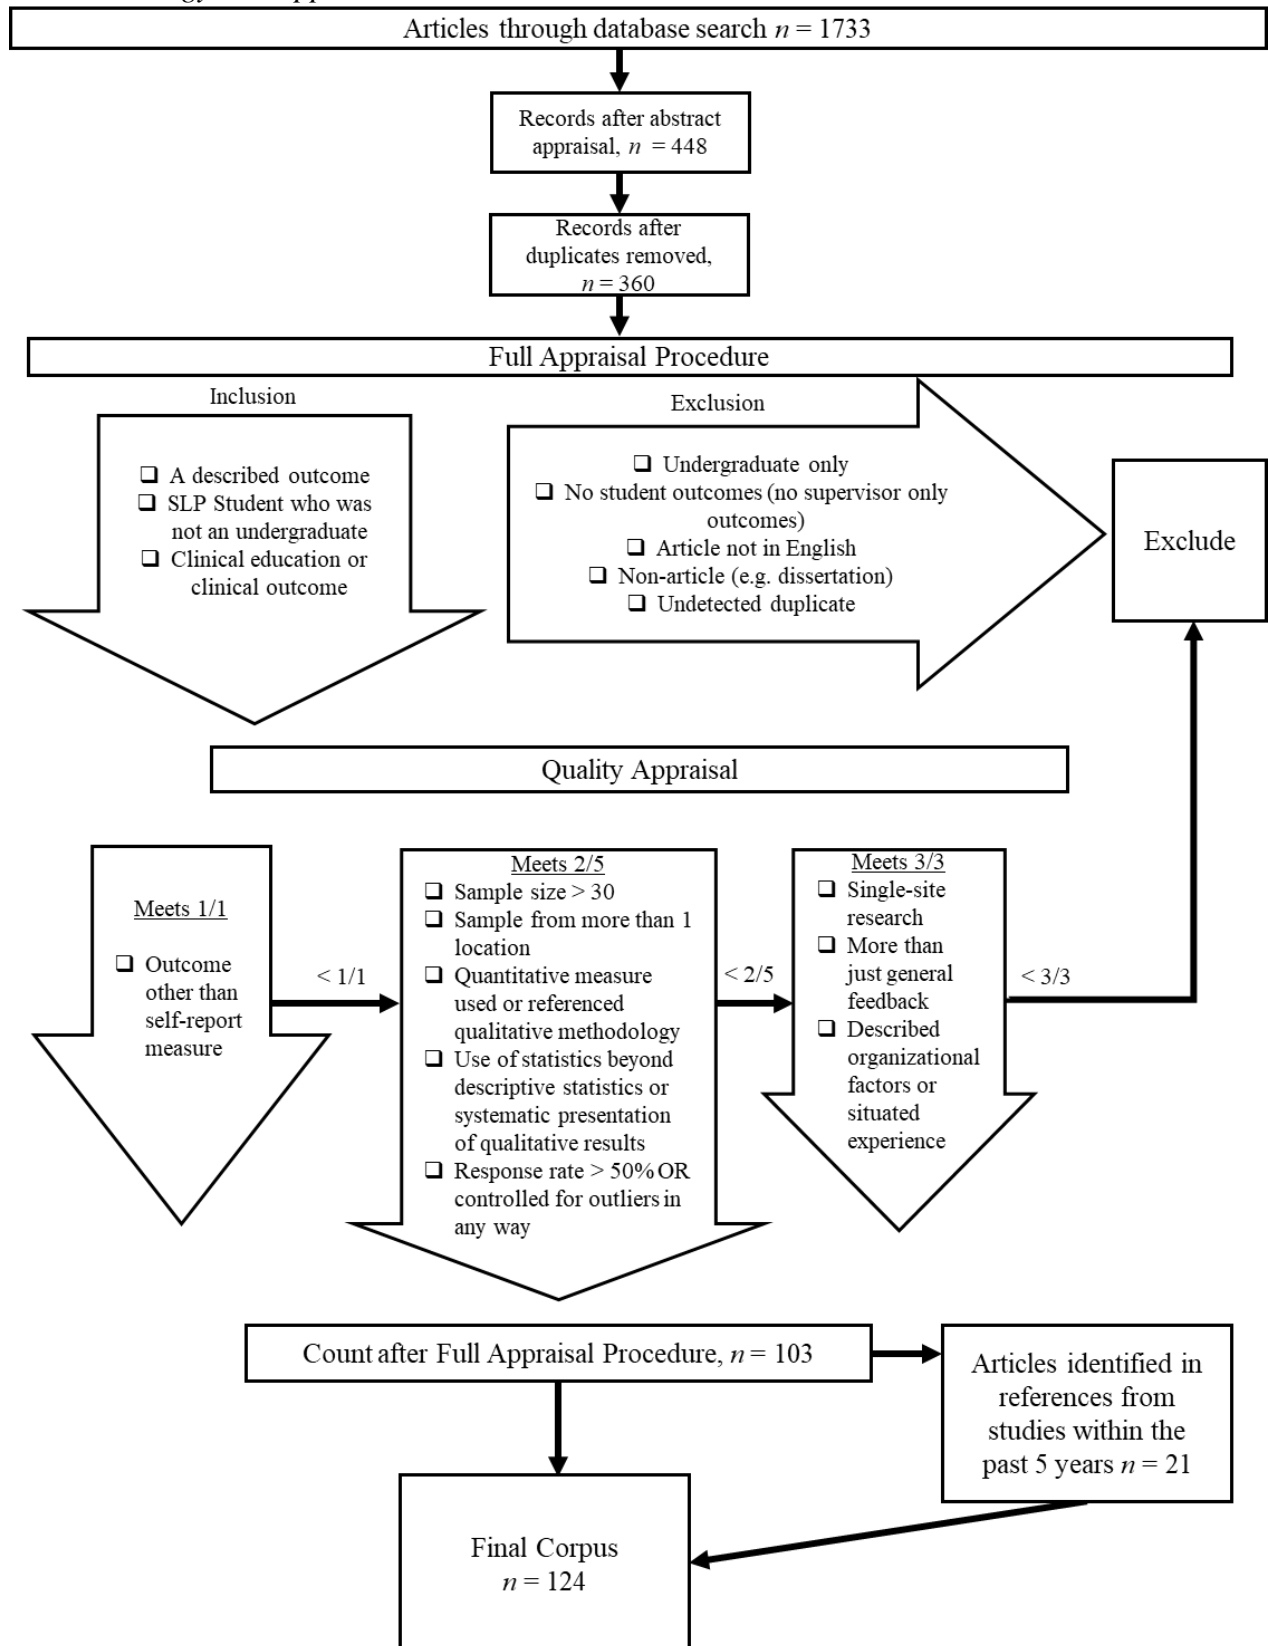 Articles through database search n = 1733
Records after abstract
appraisal, n = 448
Records after
duplicates removed,
n = 360
Full Appraisal Procedure
Inclusion
❑ A described outcome
❑ SLP Student who was
not an undergraduate
❑ Clinical education or
clinical outcome
Exclusion
❑ Undergraduate only
❑ No student outcomes (no supervisor only
outcomes)
❑ Article not in English
❑ Non-article (e.g. dissertation)
❑ Undetected duplicate
Exclude
Quality Appraisal
Meets 1/1
❑ Outcome
other than
self-report
measure
< 1/1
Meets 2/5
❑ Sample size > 30
❑ Sample from more than 1
location
❑ Quantitative measure
used or referenced
qualitative methodology
❑ Use of statistics beyond
descriptive statistics or
systematic presentation
of qualitative results
❑ Response rate > 50% OR
controlled for outliers in
any way
< 2/5
Meets 3/3
❑ Single-site
research
❑ More than
just general
feedback
❑ Described
organizational
factors or
situated
experience
< 3/3
Count after Full Appraisal Procedure, n = 103
Articles identified in
references from
studies within the
past 5 years n = 21
Final Corpus
n = 124